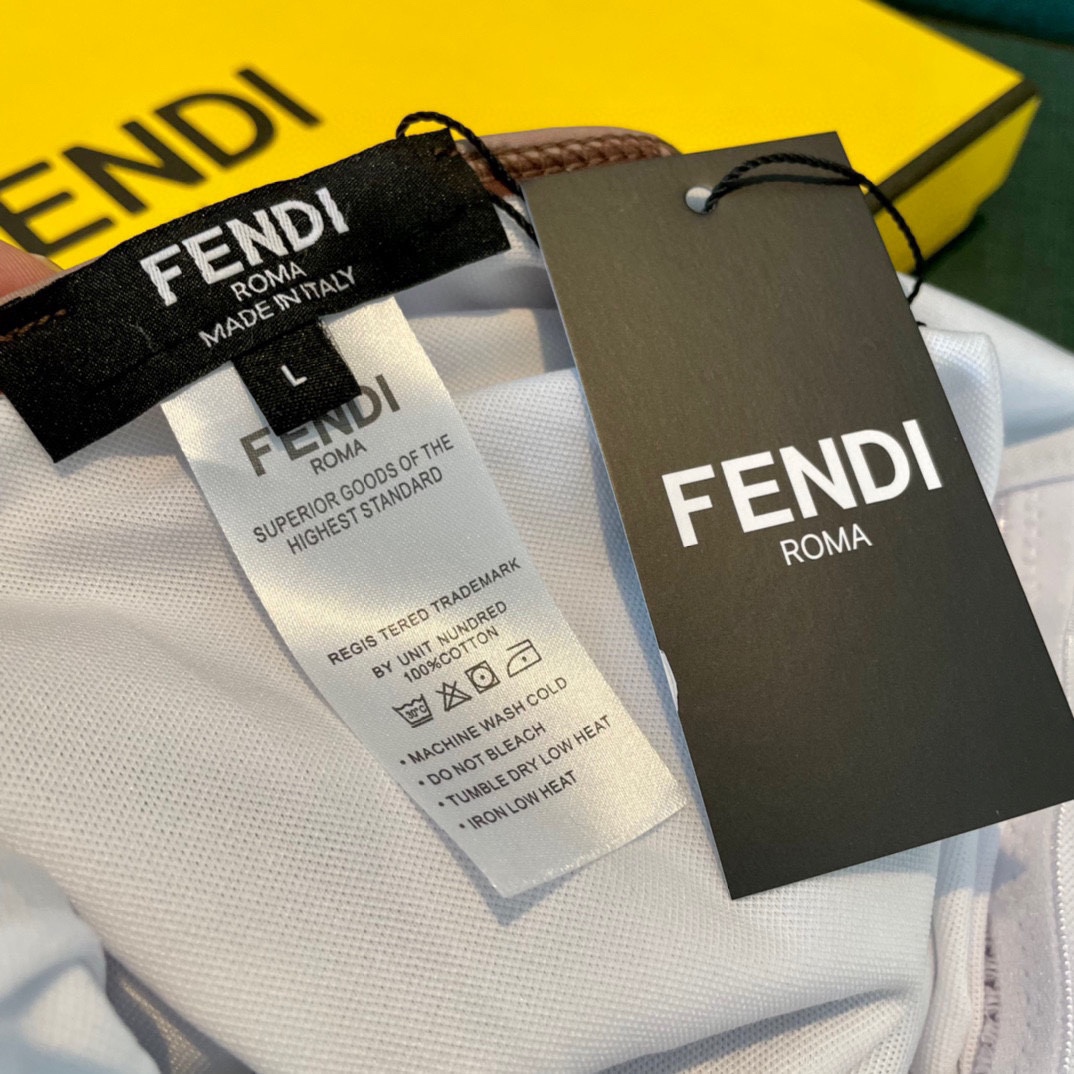 FENDI
FENDI
ROMA
MADE IN ITALY
L
FENDI
ROMA
SUPERIOR GOODS OF THE
HIGHEST STANDARD
REGIS TERED TRADEMARK
BY UNIT NUNDRED
100%COTTON
30°C
• MACHINE WASH COLD
• DO NOT BLEACH
• TUMBLE DRY LOW HEAT
• IRON LOW HEAT
FENDI
ROMA